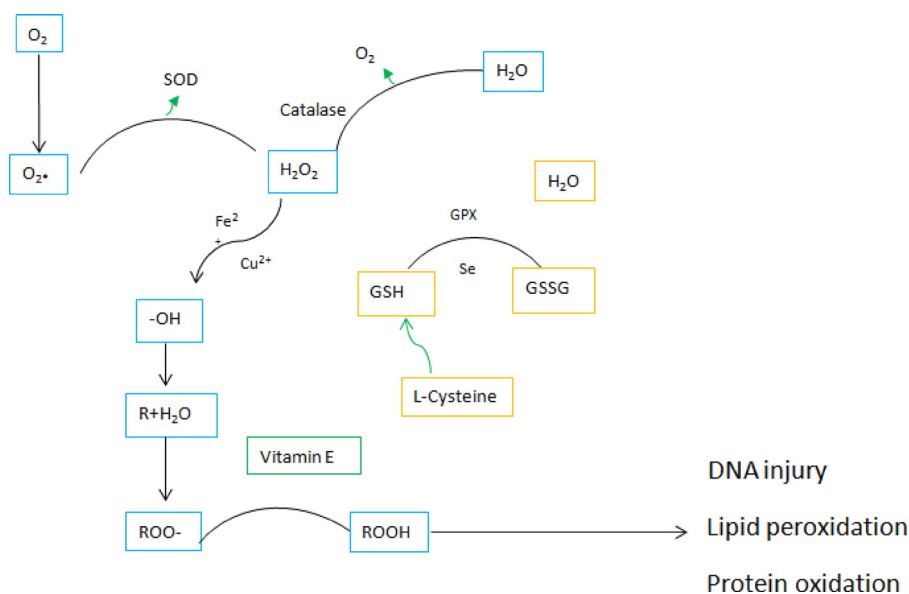 O₂
O₂
H₂O
SOD
Catalase
O₂•
H₂O₂
H₂O
Fe²
+
GPX
Cu²⁺
Se
GSH
GSSG
-OH
L-Cysteine
R+H₂O
Vitamin E
DNA injury
ROO-
ROOH
Lipid peroxidation
Protein oxidation